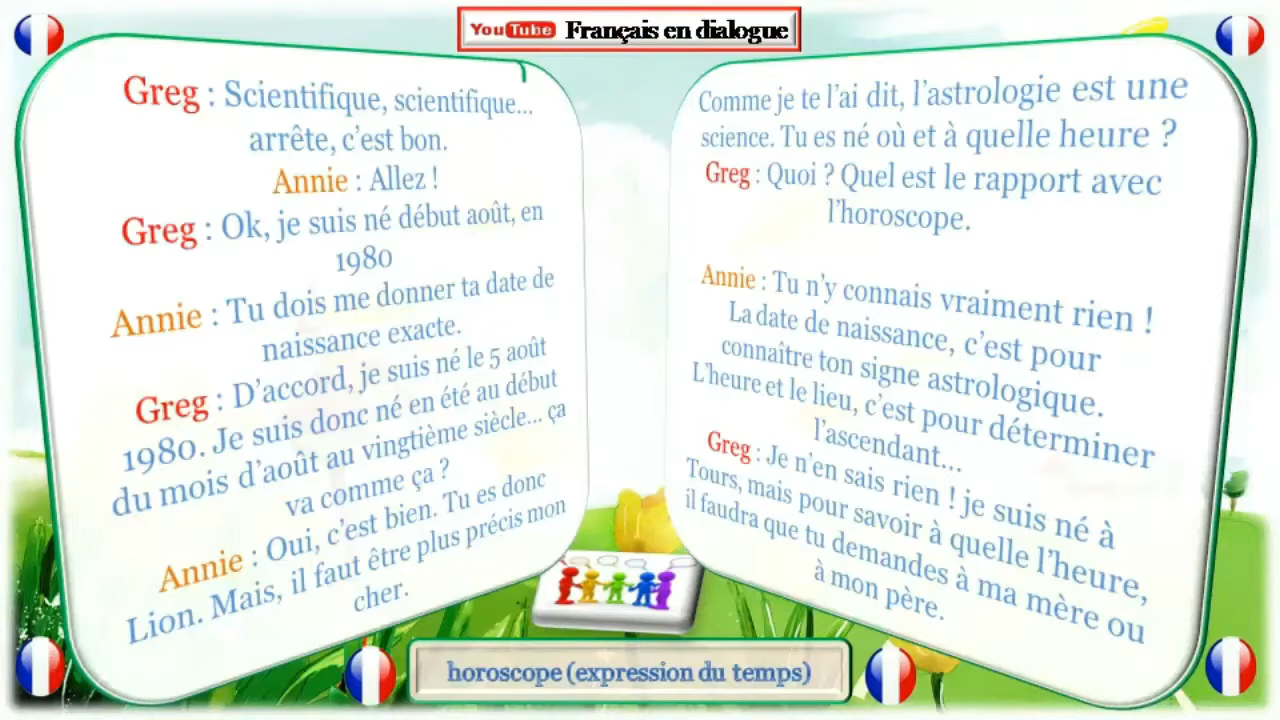 YouTube Français en dialogue
Greg : Scientifique, scientifique...
arrête, c'est bon.
Annie : Allez !
Greg : Ok, je suis né début août, en
1980
Annie : Tu dois me donner ta date de
naissance exacte.
Greg : D'accord, je suis né le 5 août
1980. Je suis donc né en été au début
du mois d'août au vingtième siècle... ça
va comme ça ?
Annie : Oui, c'est bien. Tu es donc
Lion. Mais, il faut être plus précis mon
cher.
Comme je te l'ai dit, l'astrologie est une
science. Tu es né où et à quelle heure ?
Greg : Quoi ? Quel est le rapport avec
l'horoscope.
Annie : Tu n'y connais vraiment rien !
La date de naissance, c'est pour
connaître ton signe astrologique.
L'heure et le lieu, c'est pour déterminer
l'ascendant...
Greg : Je n'en sais rien ! je suis né à
Tours, mais pour savoir à quelle l'heure,
il faudra que tu demandes à ma mère ou
à mon père.
horoscope (expression du temps)